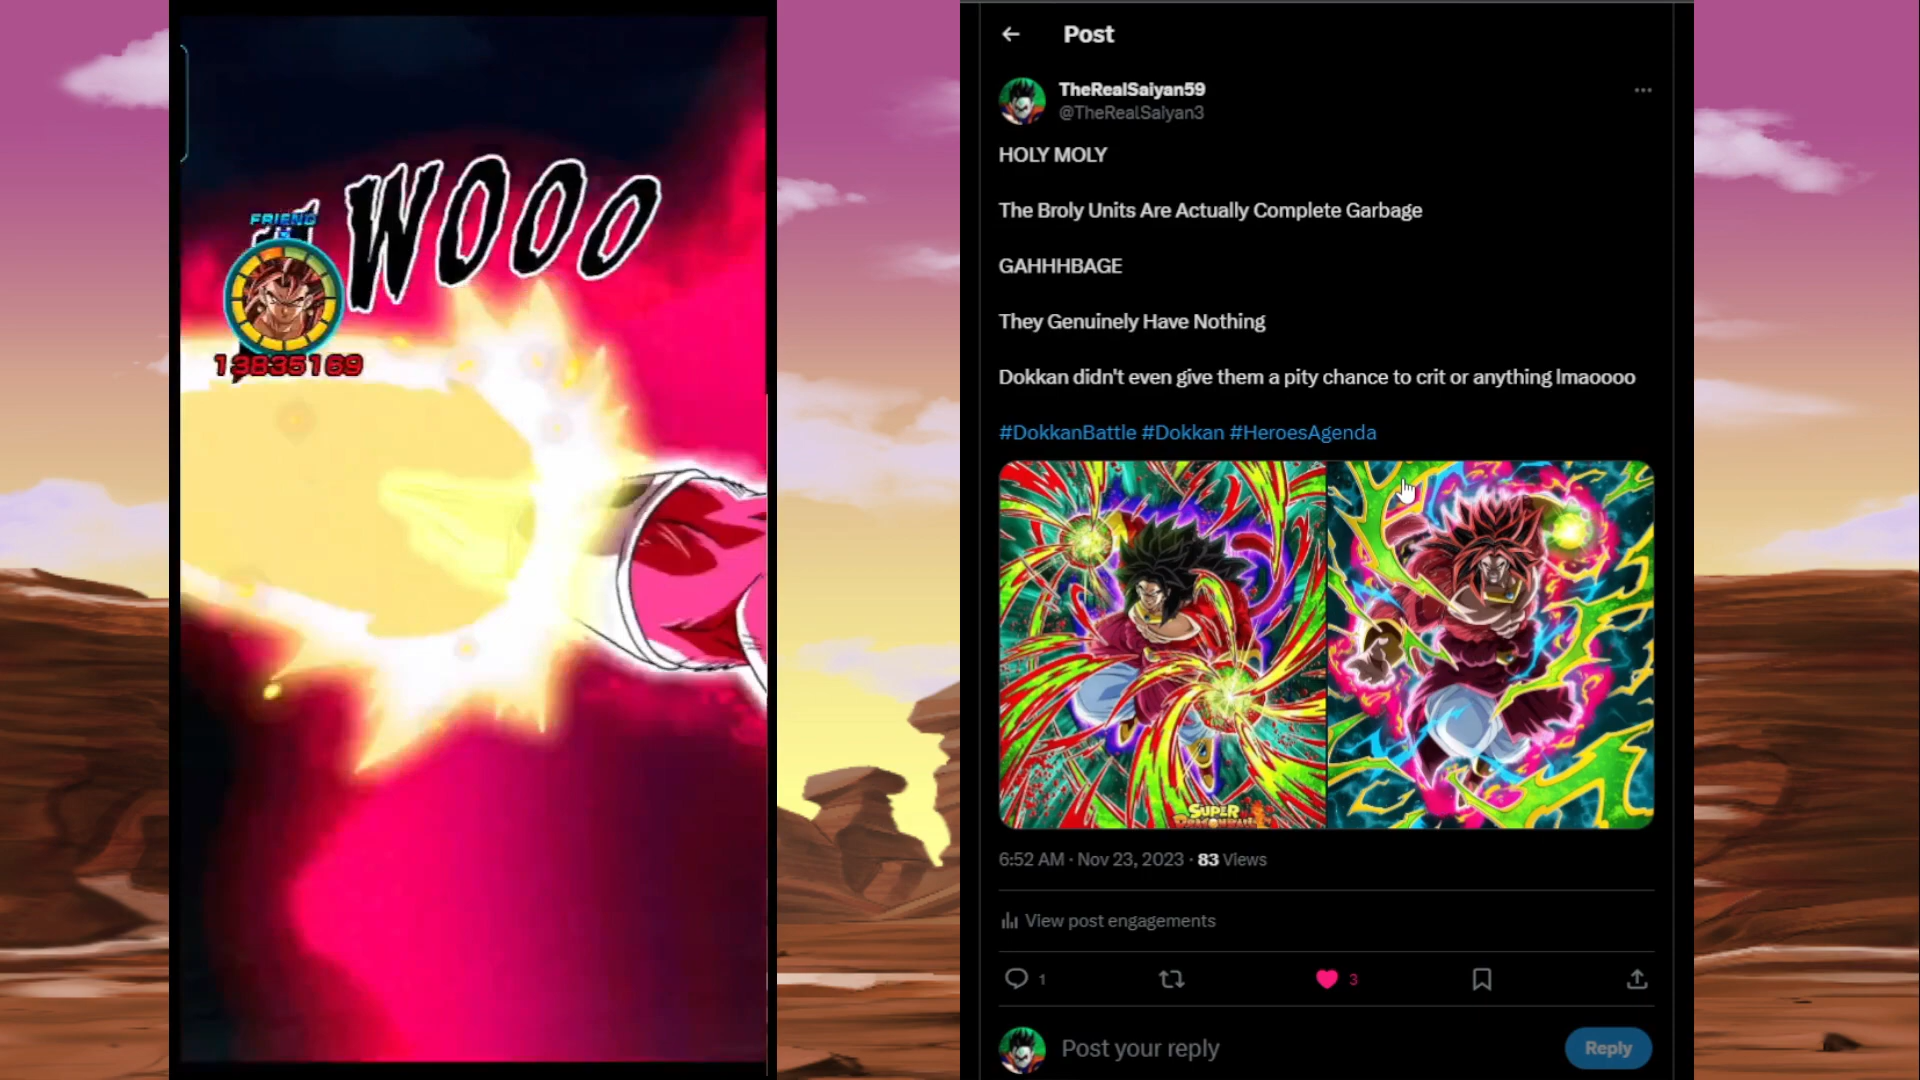 WOOO
FRIEND
13835169
Post
TheRealSaiyan59
@TheRealSaiyan3
HOLY MOLY
The Broly Units Are Actually Complete Garbage
GAHHHBAGE
They Genuinely Have Nothing
Dokkan didn't even give them a pity chance to crit or anything lmaoooo
#DokkanBattle #Dokkan #HeroesAgenda
SUPER
DRAGONBALL
6:52 AM · Nov 23, 2023 · 83 Views
View post engagements
1
3
Post your reply
Reply